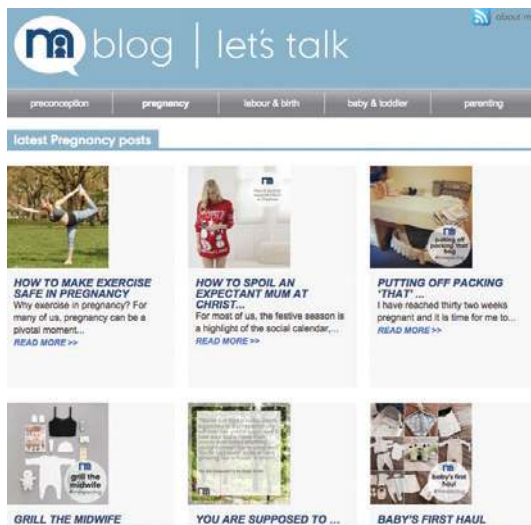 about m
blog | let's talk
preconception
pregnancy
labour & birth
baby & toddler
parenting
latest Pregnancy posts
HOW TO MAKE EXERCISE
SAFE IN PREGNANCY
Why exercise in pregnancy? For
many of us, pregnancy can be a
pivotal moment...
READ MORE >>
HOW TO SPOIL AN
EXPECTANT MUM AT
CHRIST...
For most of us, the festive season is
a highlight of the social calendar,...
READ MORE >>
putting off
packing 'that'
bag
PUTTING OFF PACKING
'THAT' ...
I have reached thirty two weeks
pregnant and it is time for me to...
READ MORE >>
grill the
midwife
GRILL THE MIDWIFE
YOU ARE SUPPOSED TO ...
baby's first
haul
BABY'S FIRST HAUL